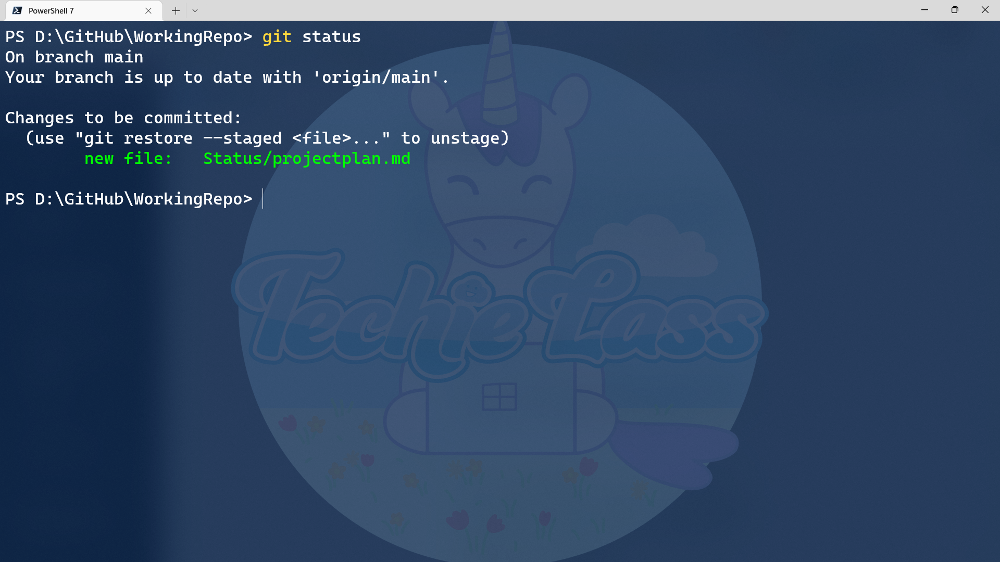 PowerShell 7
PS D:\GitHub\WorkingRepo> git status
On branch main
Your branch is up to date with 'origin/main'.
Changes to be committed:
  (use "git restore --staged <file>..." to unstage)
        new file:   Status/projectplan.md
PS D:\GitHub\WorkingRepo>
Techie Lass